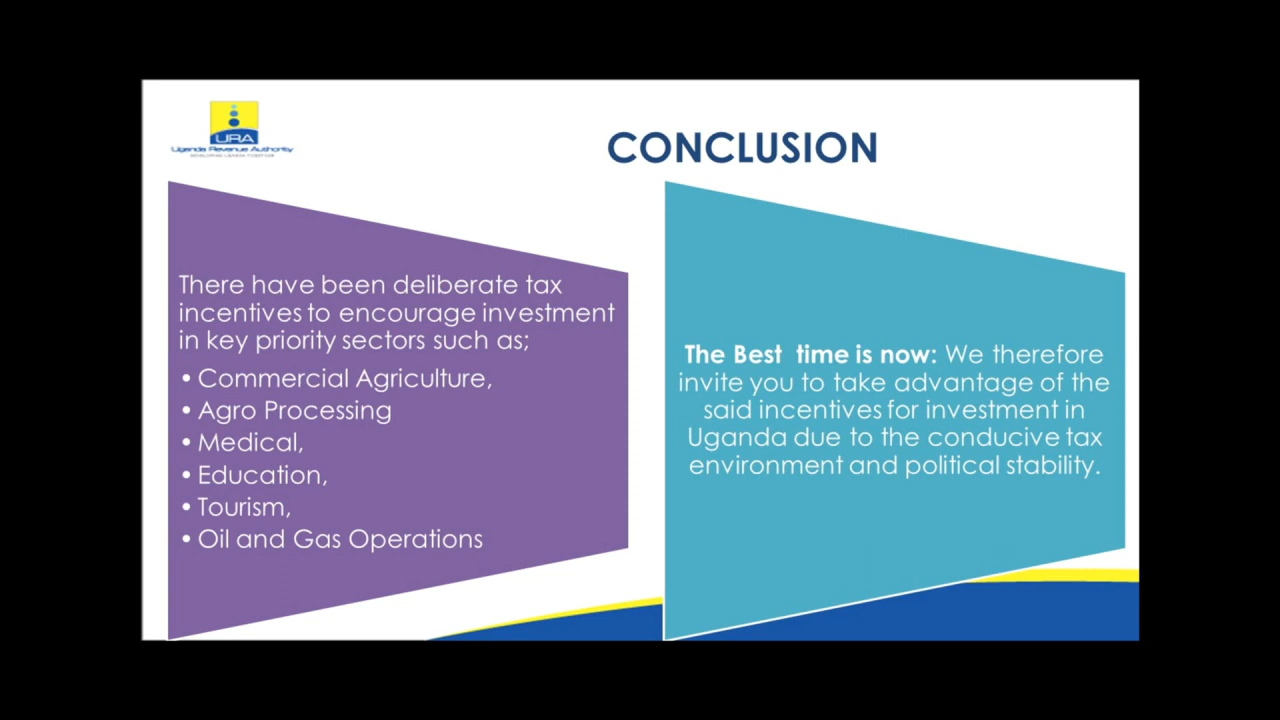 URA
Uganda Revenue Authority
DEVELOPING UGANDA TOGETHER
CONCLUSION
There have been deliberate tax
incentives to encourage investment
in key priority sectors such as;
• Commercial Agriculture,
• Agro Processing
• Medical,
• Education,
• Tourism,
• Oil and Gas Operations
The Best  time is now: We therefore
invite you to take advantage of the
said incentives for investment in
Uganda due to the conducive tax
environment and political stability.